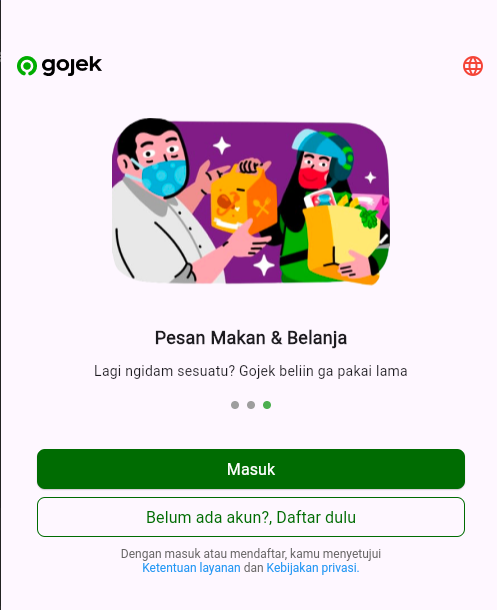 gojek
Pesan Makan & Belanja
Lagi ngidam sesuatu? Gojek beliin ga pakai lama
Masuk
Belum ada akun?, Daftar dulu
Dengan masuk atau mendaftar, kamu menyetujui
Ketentuan layanan dan Kebijakan privasi.